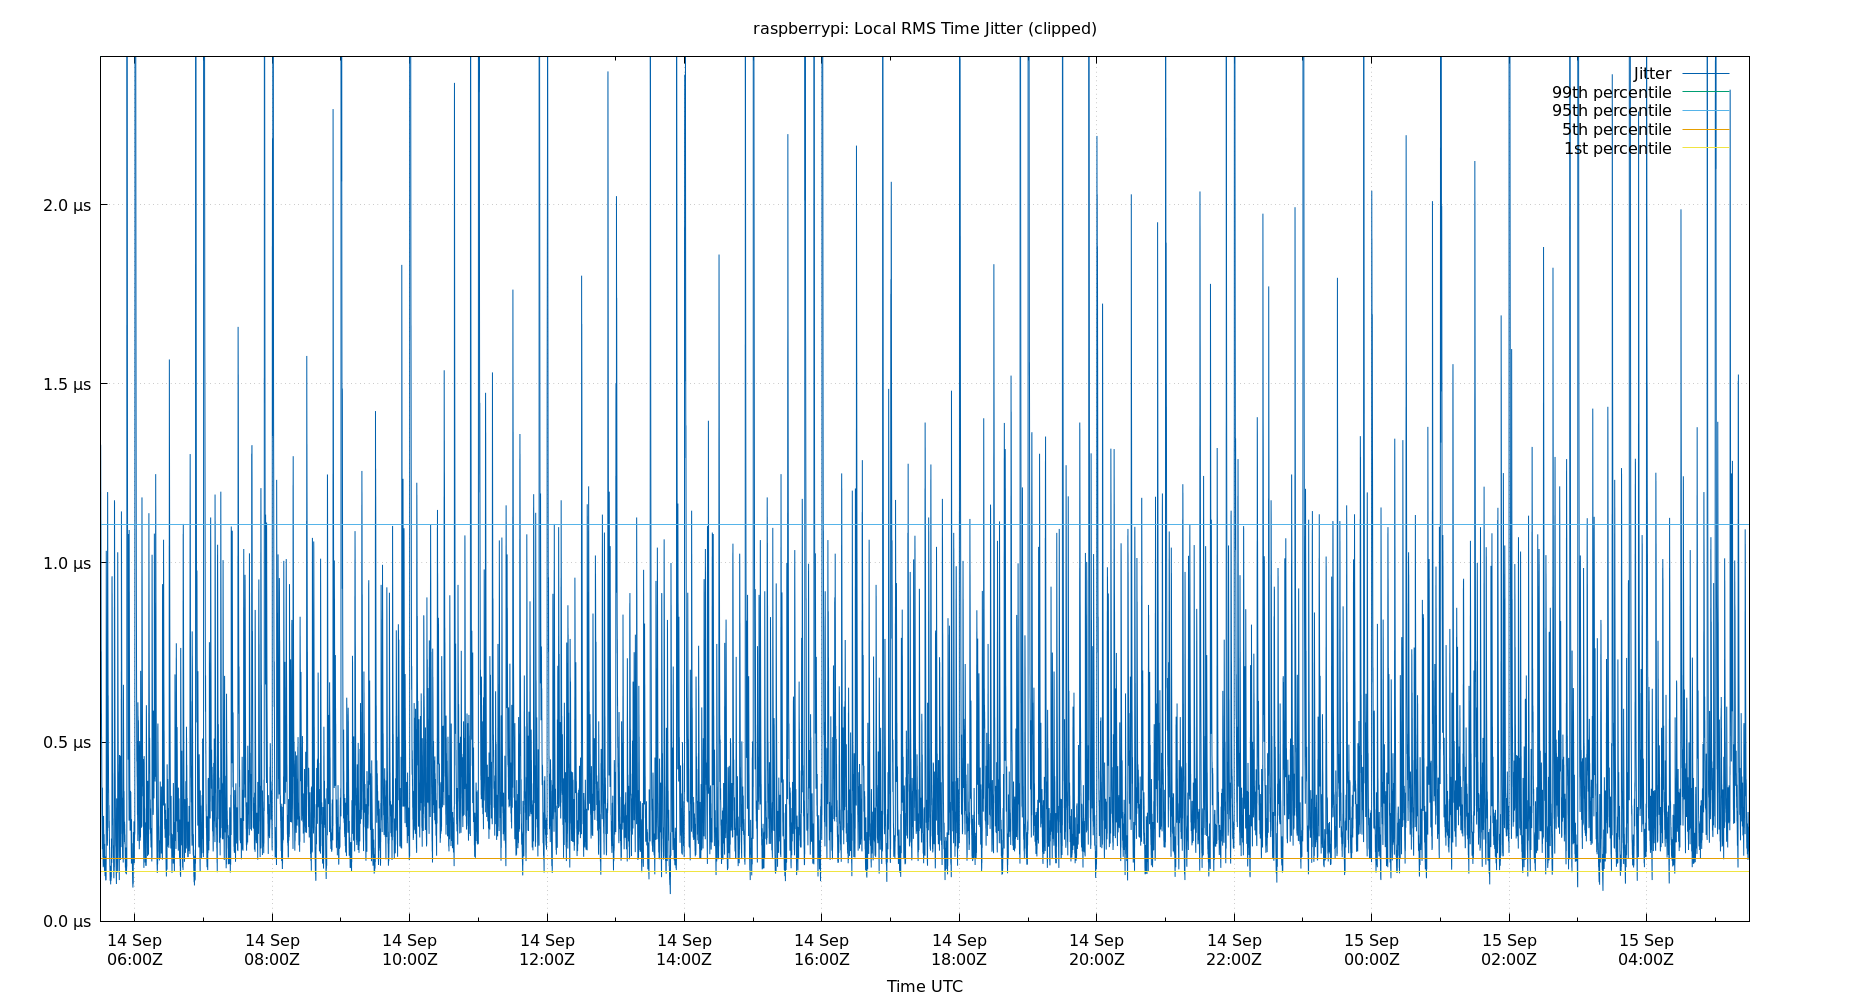 raspberrypi: Local RMS Time Jitter (clipped)
Jitter
99th percentile
95th percentile
5th percentile
1st percentile
2.0 μs
1.5 μs
1.0 μs
0.5 μs
0.0 μs
14 Sep 14 Sep 14 Sep 14 Sep 14 Sep 14 Sep 14 Sep 14 Sep 14 Sep 15 Sep 15 Sep 15 Sep
06:00Z 08:00Z 10:00Z 12:00Z 14:00Z 16:00Z 18:00Z 20:00Z 22:00Z 00:00Z 02:00Z 04:00Z
Time UTC